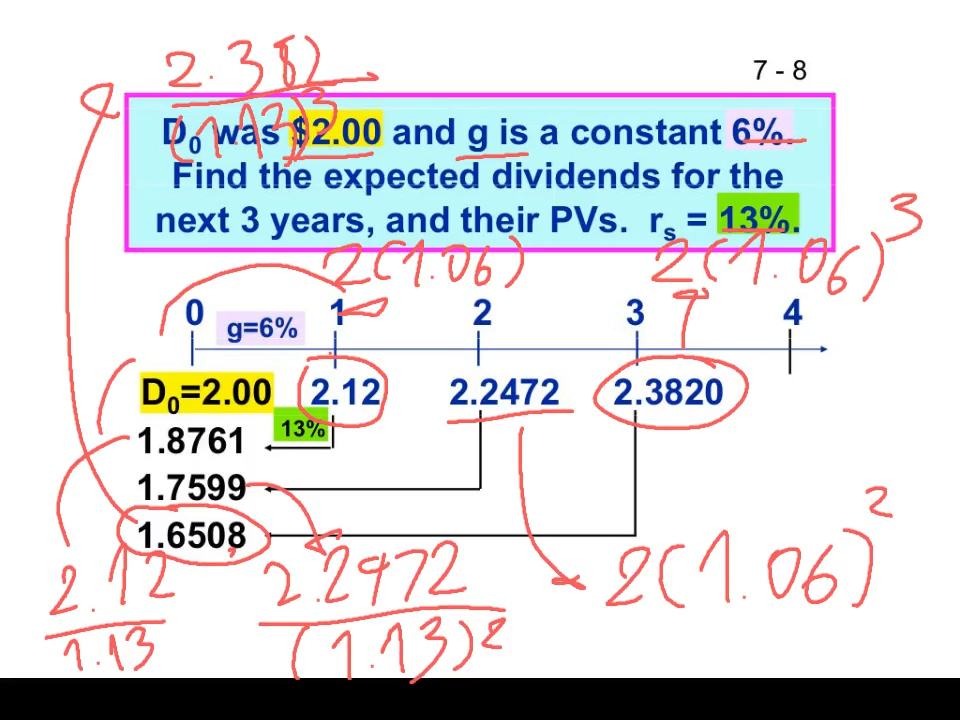 2.382
7 - 8
(1.13)3
D0 was $2.00 and g is a constant 6%.
Find the expected dividends for the
next 3 years, and their PVs. rs = 13%.
2(1.06) 2(1.06)3
0 g=6% 1 2 3 4
D0=2.00 2.12 2.2472 2.3820
1.8761 13%
1.7599
1.6508
2.12 2.2472 2(1.06)2
1.13 (1.13)2